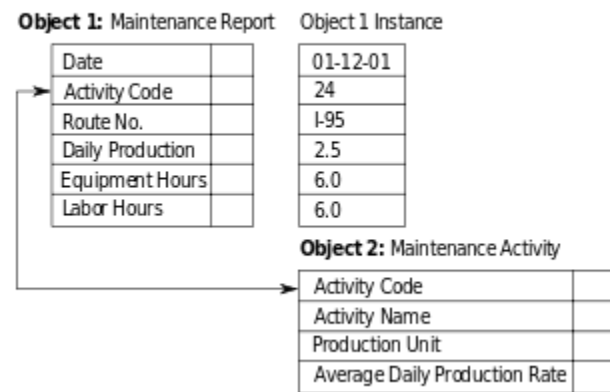 Object 1: Maintenance Report Object 1 Instance
Date 01-12-01
Activity Code 24
Route No. I-95
Daily Production 2.5
Equipment Hours 6.0
Labor Hours 6.0
Object 2: Maintenance Activity
Activity Code
Activity Name
Production Unit
Average Daily Production Rate